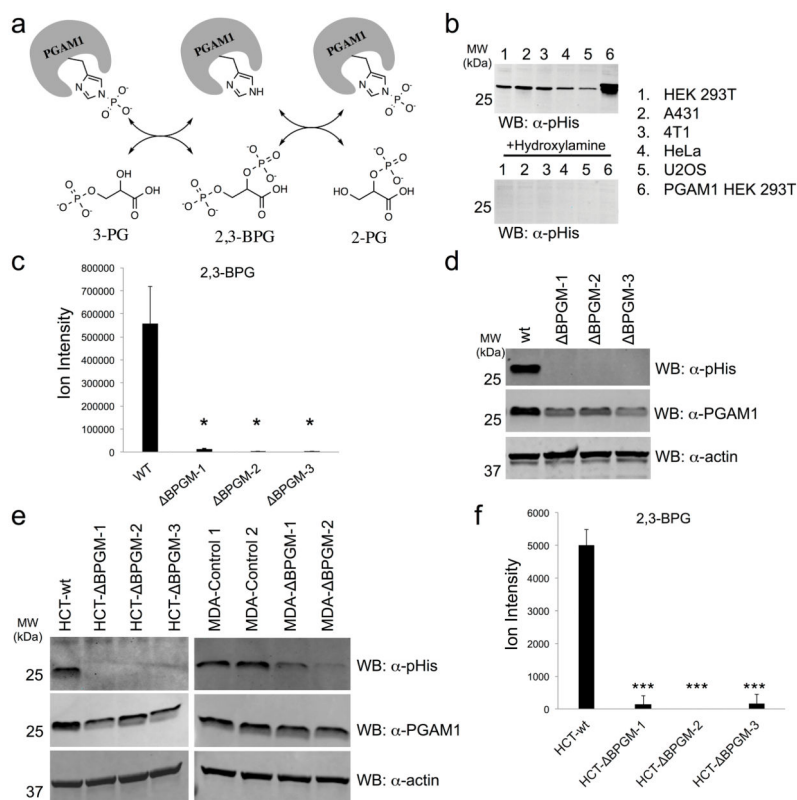 a
PGAM1
PGAM1
PGAM1
N
N
P
O
O-
O-
N
NH
N
N
P
O
O-
O-
-O
P
O
-O
O
OH
OH
O
3-PG
-O
P
O
-O
O
O
P
O
O-
O-
OH
O
2,3-BPG
HO
O
P
O
O-
O-
OH
O
2-PG
b
MW
(kDa)
1 2 3 4 5 6
25
WB: α-pHis
+Hydroxylamine
1 2 3 4 5 6
25
WB: α-pHis
1. HEK 293T
2. A431
3. 4T1
4. HeLa
5. U2OS
6. PGAM1 HEK 293T
c
2,3-BPG
Ion Intensity
800000
700000
600000
500000
400000
300000
200000
100000
0
* * *
WT
ΔBPGM-1
ΔBPGM-2
ΔBPGM-3
d
MW
(kDa)
wt
ΔBPGM-1
ΔBPGM-2
ΔBPGM-3
25
WB: α-pHis
25
WB: α-PGAM1
37
WB: α-actin
e
MW
(kDa)
HCT-wt
HCT-ΔBPGM-1
HCT-ΔBPGM-2
HCT-ΔBPGM-3
MDA-Control 1
MDA-Control 2
MDA-ΔBPGM-1
MDA-ΔBPGM-2
25
WB: α-pHis
25
WB: α-PGAM1
37
WB: α-actin
f
2,3-BPG
Ion Intensity
6000
5000
4000
3000
2000
1000
0
*** *** ***
HCT-wt
HCT-ΔBPGM-1
HCT-ΔBPGM-2
HCT-ΔBPGM-3